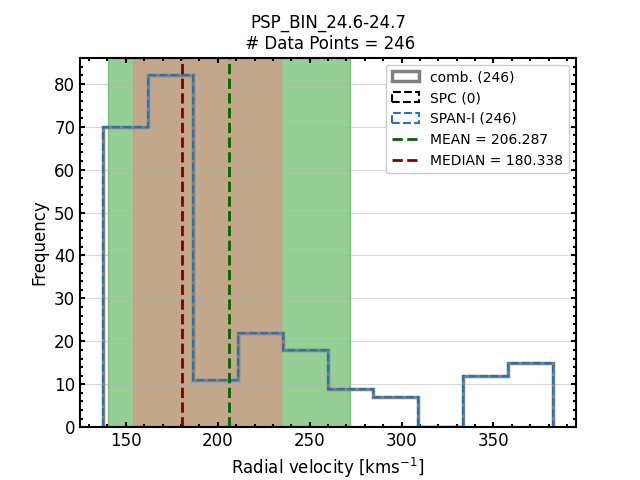 PSP_BIN_24.6-24.7
# Data Points = 246
comb. (246)
SPC (0)
SPAN-I (246)
MEAN = 206.287
MEDIAN = 180.338
80
70
60
50
40
30
20
10
0
Frequency
150 200 250 300 350
Radial velocity [kms⁻¹]